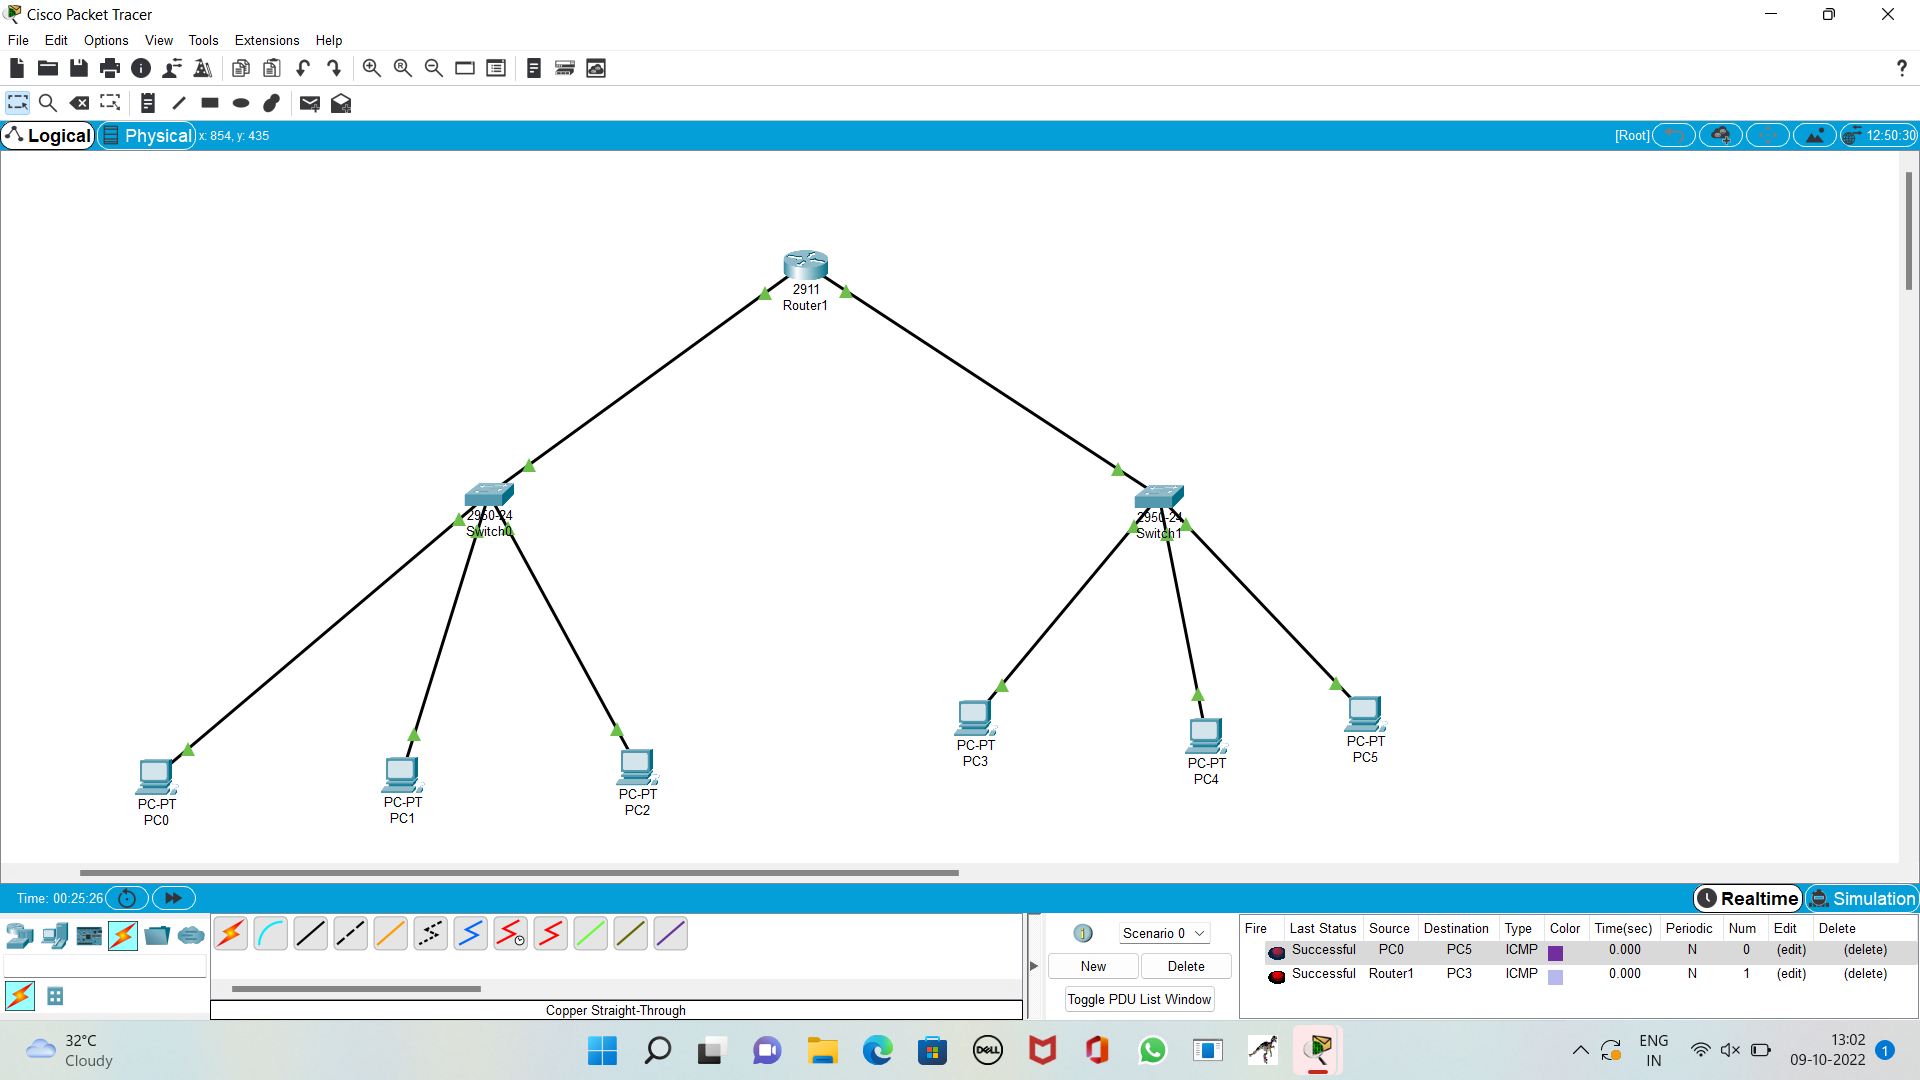 Cisco Packet Tracer
File Edit Options View Tools Extensions Help
?
Logical Physical x: 854, y: 435 [Root] 12:50:30
2911
Router1
2950-24
Switch0
2950-24
Switch1
PC-PT
PC0
PC-PT
PC1
PC-PT
PC2
PC-PT
PC3
PC-PT
PC4
PC-PT
PC5
Time: 00:25:26 Realtime Simulation
Scenario 0
New Delete
Toggle PDU List Window
Fire Last Status Source Destination Type Color Time(sec) Periodic Num Edit Delete
Successful PC0 PC5 ICMP 0.000 N 0 (edit) (delete)
Successful Router1 PC3 ICMP 0.000 N 1 (edit) (delete)
Copper Straight-Through
32°C
Cloudy
DELL
ENG
IN
13:02
09-10-2022
1